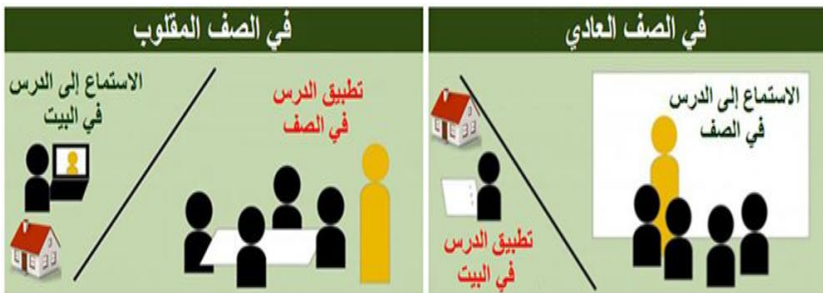 في الصف العادي
الاستماع إلى الدرس
في الصف
تطبيق الدرس
في البيت
في الصف المقلوب
تطبيق الدرس
في الصف
الاستماع إلى الدرس
في البيت